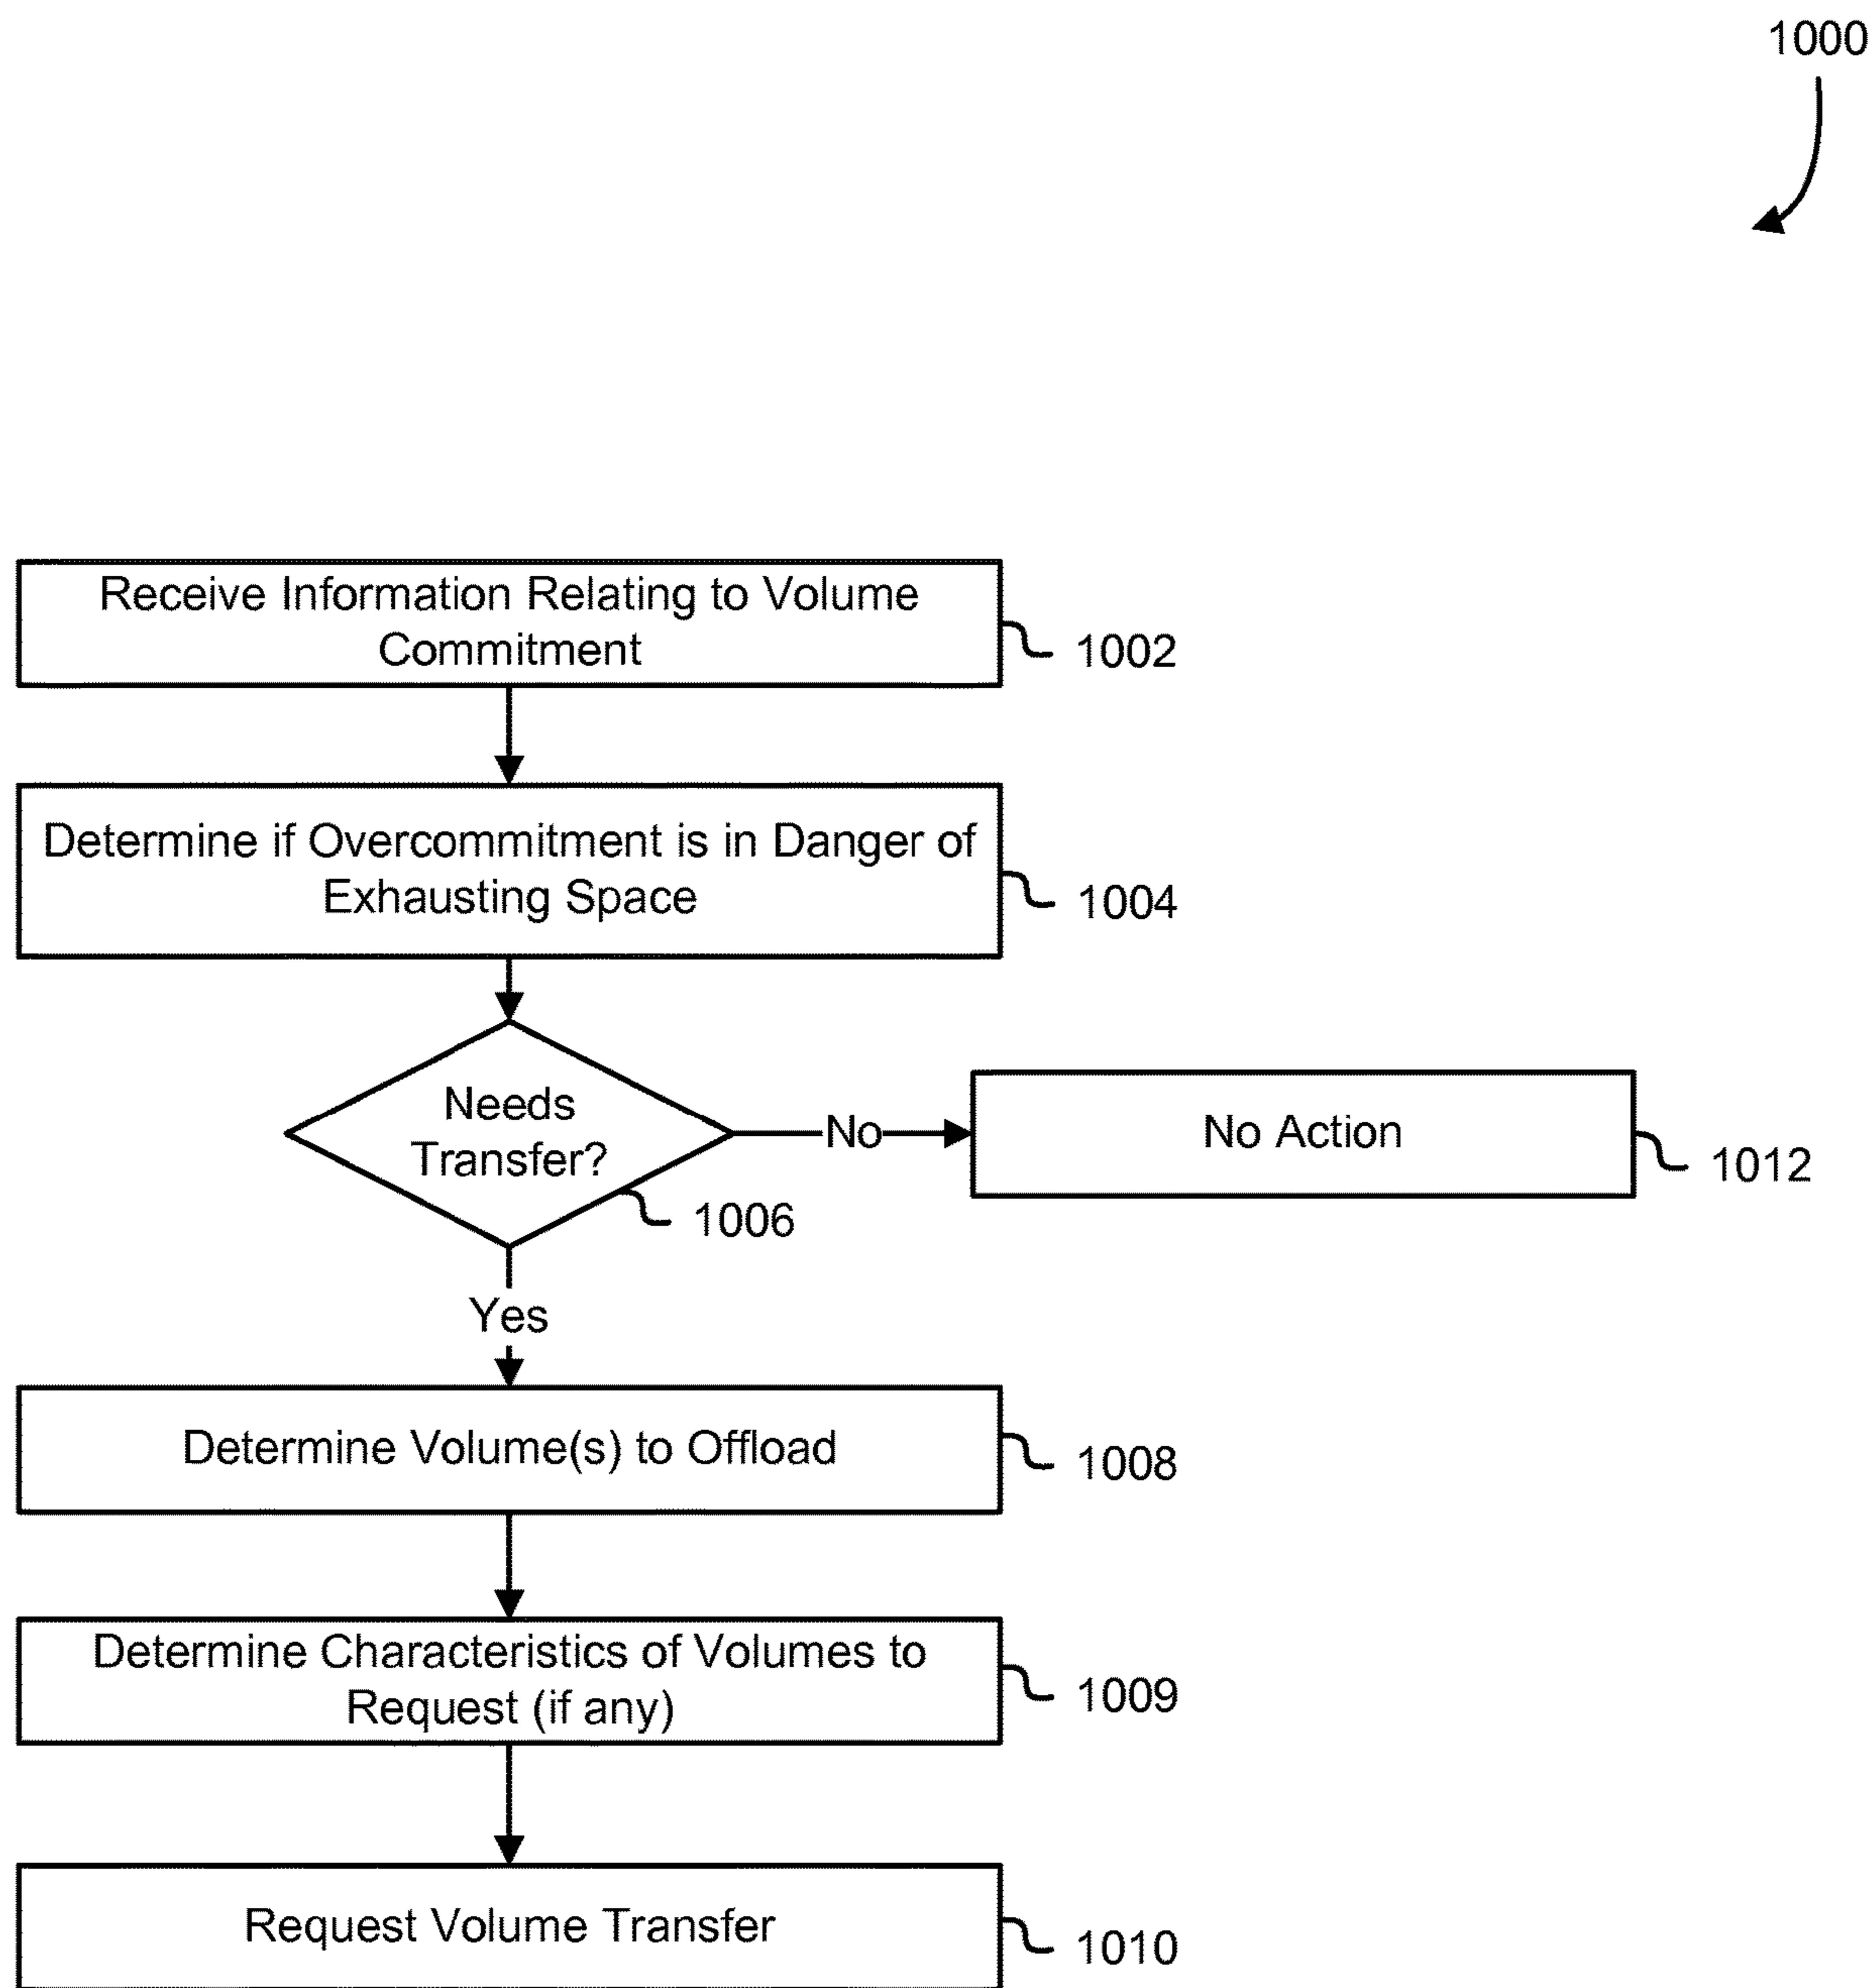 1000
Receive Information Relating to Volume
Commitment
1002
Determine if Overcommitment is in Danger of
Exhausting Space
1004
Needs
Transfer?
No
No Action
1012
1006
Yes
Determine Volume(s) to Offload
1008
Determine Characteristics of Volumes to
Request (if any)
1009
Request Volume Transfer
1010